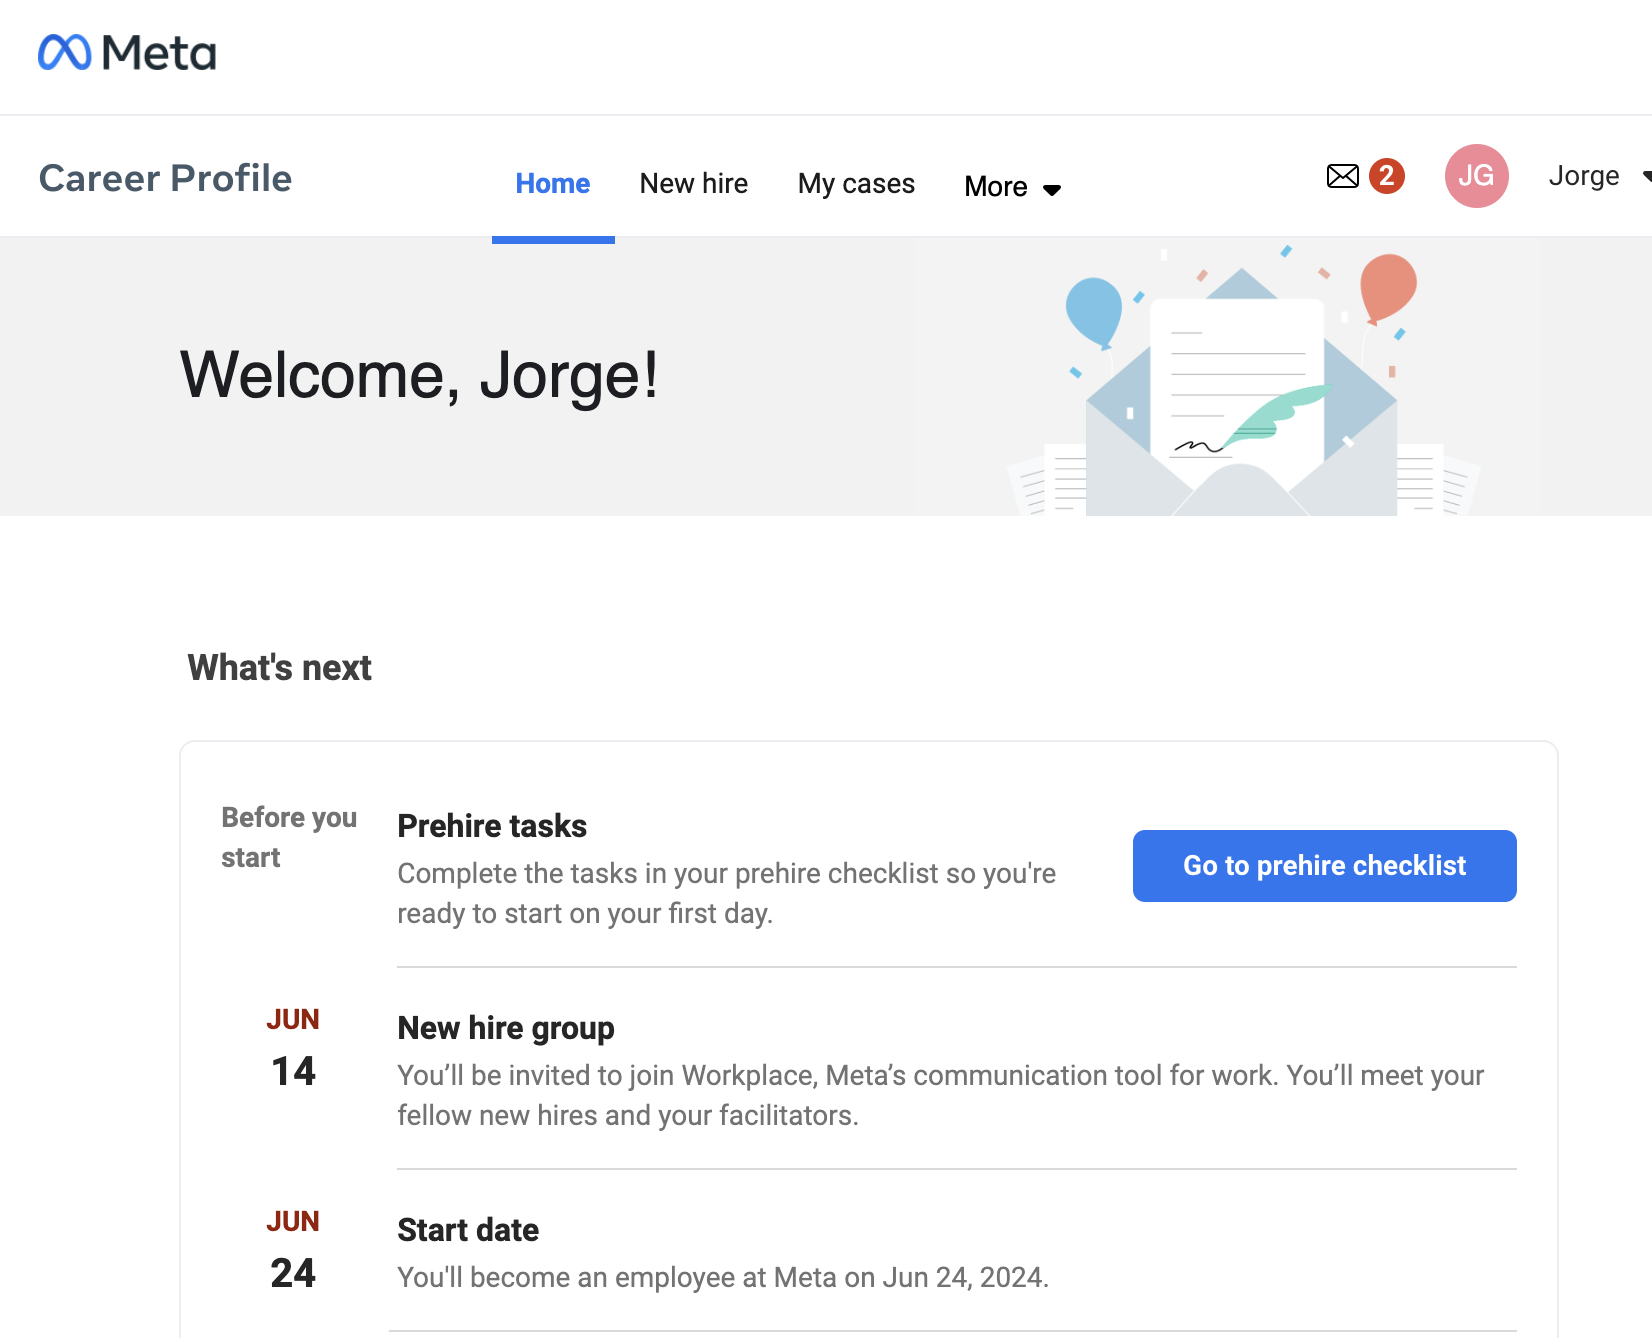 Meta
Career Profile
Home
New hire
My cases
More
2
JG
Jorge
Welcome, Jorge!
What's next
Before you
start
Prehire tasks
Complete the tasks in your prehire checklist so you're
ready to start on your first day.
Go to prehire checklist
JUN
14
New hire group
You’ll be invited to join Workplace, Meta’s communication tool for work. You’ll meet your
fellow new hires and your facilitators.
JUN
24
Start date
You'll become an employee at Meta on Jun 24, 2024.